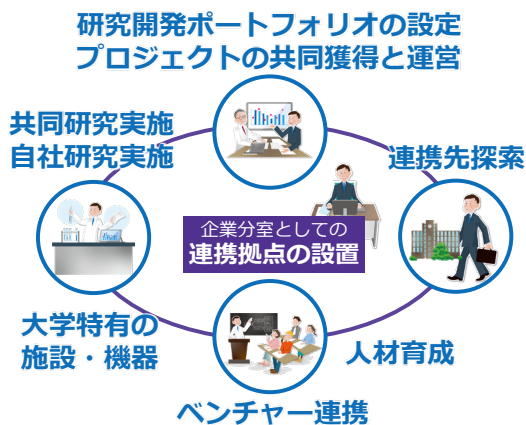 研究開発ポートフォリオの設定
プロジェクトの共同獲得と運営
共同研究実施
自社研究実施
連携先探索
企業分室としての
連携拠点の設置
大学特有の
施設・機器
人材育成
ベンチャー連携